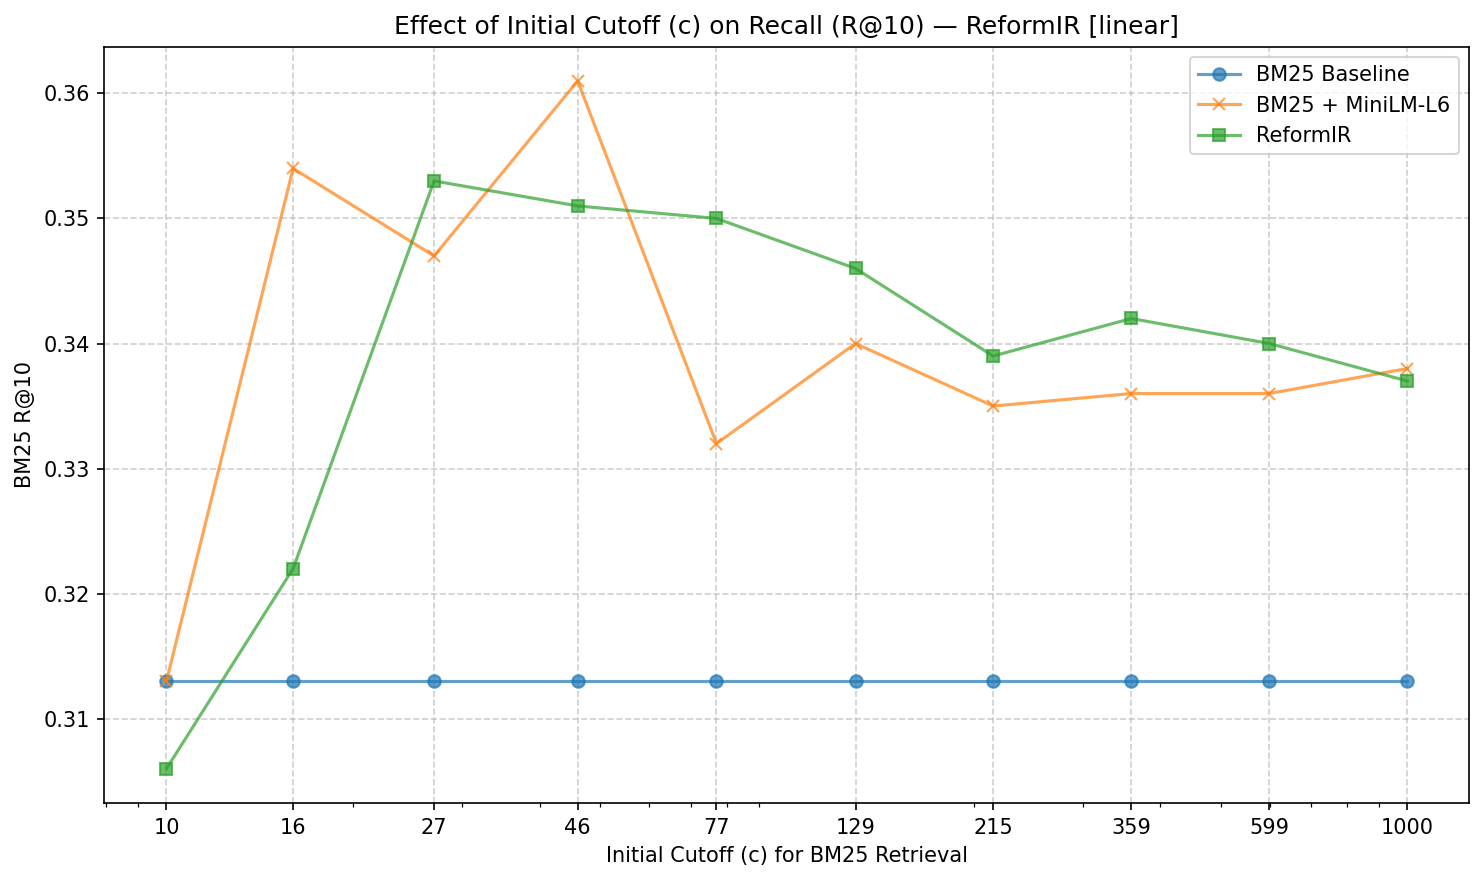 Effect of Initial Cutoff (c) on Recall (R@10) — ReformIR [linear]
BM25 Baseline
BM25 + MiniLM-L6
ReformIR
BM25 R@10
0.36
0.35
0.34
0.33
0.32
0.31
10 16 27 46 77 129 215 359 599 1000
Initial Cutoff (c) for BM25 Retrieval